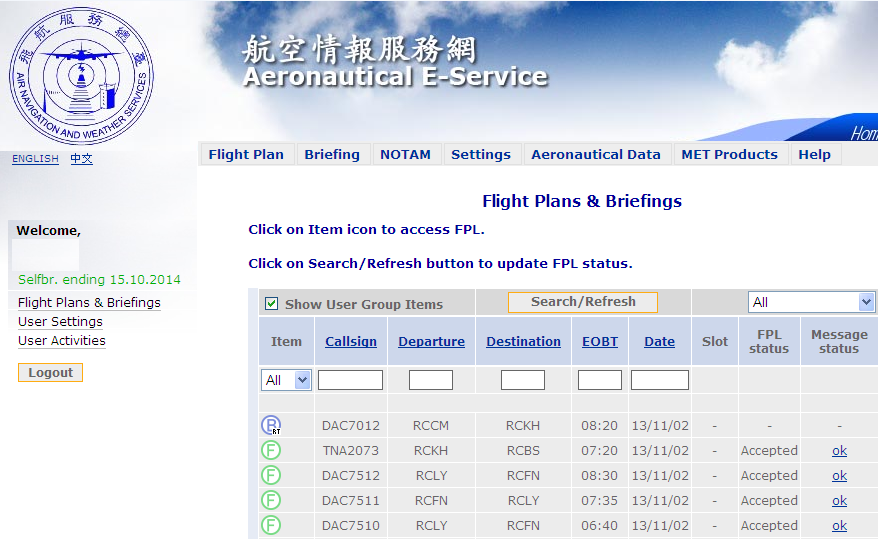 飛航服務總臺
AIR NAVIGATION AND WEATHER SERVICES
航空情報服務網
Aeronautical E-Service
Hom
ENGLISH 中文
Flight Plan Briefing NOTAM Settings Aeronautical Data MET Products Help
Flight Plans & Briefings
Welcome,
Click on Item icon to access FPL.
Click on Search/Refresh button to update FPL status.
Selfbr. ending 15.10.2014
Flight Plans & Briefings
User Settings
User Activities
Logout
Show User Group Items Search/Refresh All
Item Callsign Departure Destination EOBT Date Slot FPL status Message status
All
B RT DAC7012 RCCM RCKH 08:20 13/11/02 - - -
F TNA2073 RCKH RCBS 07:20 13/11/02 - Accepted ok
F DAC7512 RCLY RCFN 08:30 13/11/02 - Accepted ok
F DAC7511 RCFN RCLY 07:35 13/11/02 - Accepted ok
F DAC7510 RCLY RCFN 06:40 13/11/02 - Accepted ok